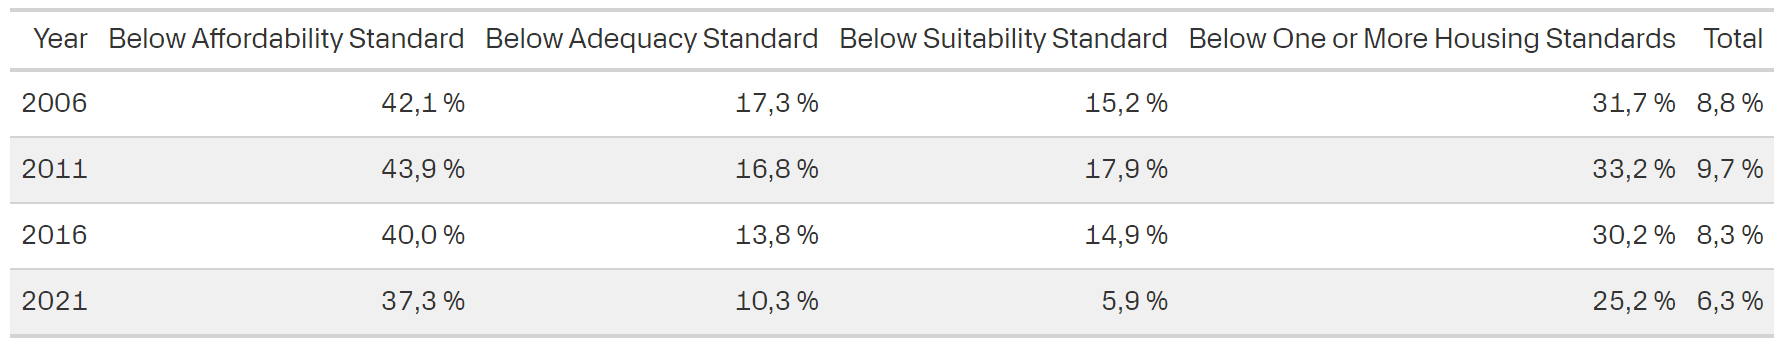 Year Below Affordability Standard Below Adequacy Standard Below Suitability Standard Below One or More Housing Standards Total
2006 42,1 % 17,3 % 15,2 % 31,7 % 8,8 %
2011 43,9 % 16,8 % 17,9 % 33,2 % 9,7 %
2016 40,0 % 13,8 % 14,9 % 30,2 % 8,3 %
2021 37,3 % 10,3 % 5,9 % 25,2 % 6,3 %